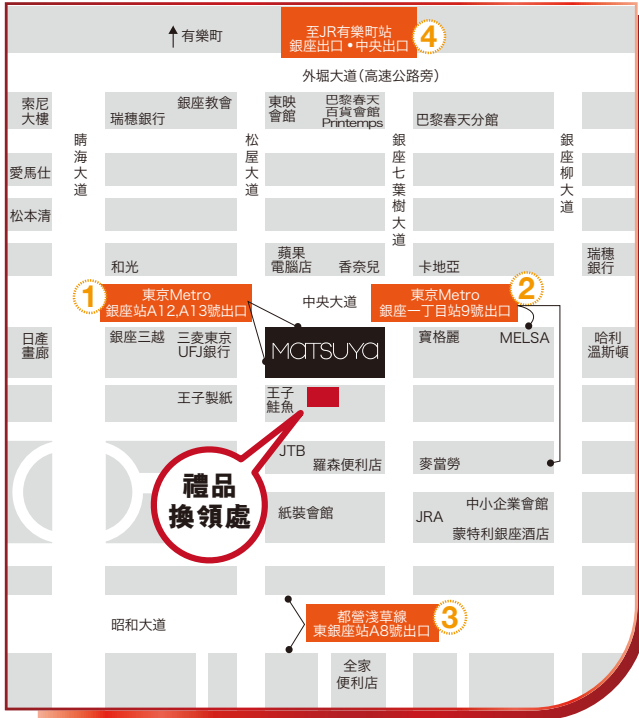 有樂町
至JR有樂町站
銀座出口・中央出口
4
外堀大道(高速公路旁)
索尼
大樓
瑞穗銀行
銀座教會
東映
會館
巴黎春天
百貨會館
Printemps
巴黎春天分館
晴海大道
松屋大道
銀座七葉樹大道
銀座柳大道
愛馬仕
松本清
和光
蘋果
電腦店
香奈兒
卡地亞
瑞穗
銀行
1
東京Metro
銀座站A12,A13號出口
中央大道
東京Metro
銀座一丁目站9號出口
2
日產
畫廊
銀座三越
三菱東京
UFJ銀行
MATSUYA
寶格麗
MELSA
哈利
溫斯頓
王子製紙
王子
鮭魚
禮品
換領處
JTB
羅森便利店
麥當勞
紙裝會館
JRA
中小企業會館
蒙特利銀座酒店
昭和大道
都營淺草線
東銀座站A8號出口
3
全家
便利店